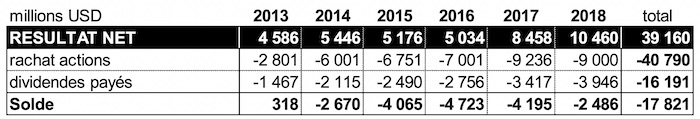 millions USD 2013 2014 2015 2016 2017 2018 total
RESULTAT NET 4 586 5 446 5 176 5 034 8 458 10 460 39 160
rachat actions -2 801 -6 001 -6 751 -7 001 -9 236 -9 000 -40 790
dividendes payés -1 467 -2 115 -2 490 -2 756 -3 417 -3 946 -16 191
Solde 318 -2 670 -4 065 -4 723 -4 195 -2 486 -17 821